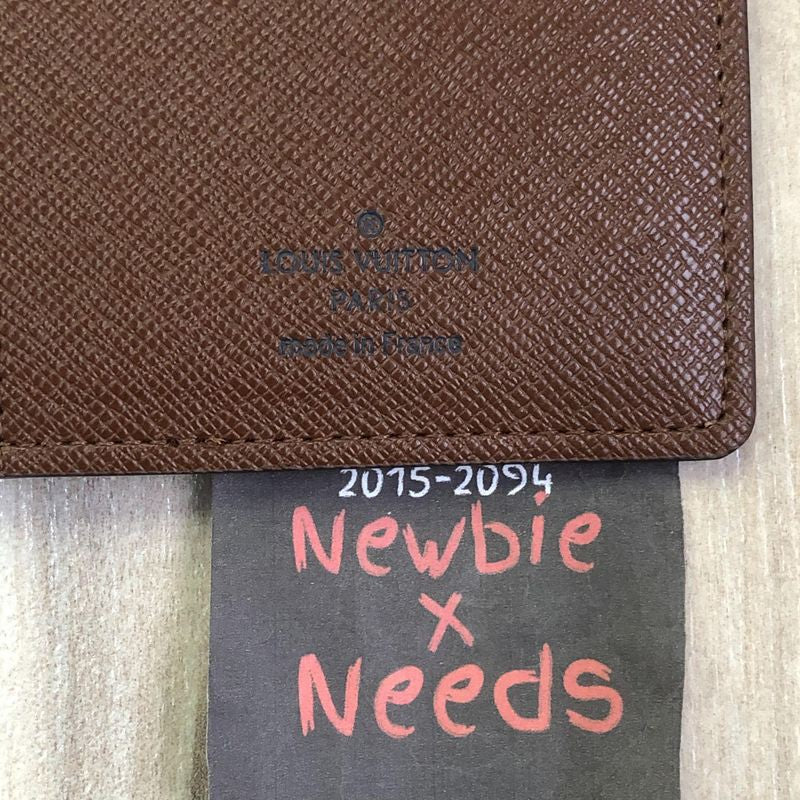 ®
LOUIS VUITTON
PARIS
made in France
2015-2094
Newbie
x
Needs